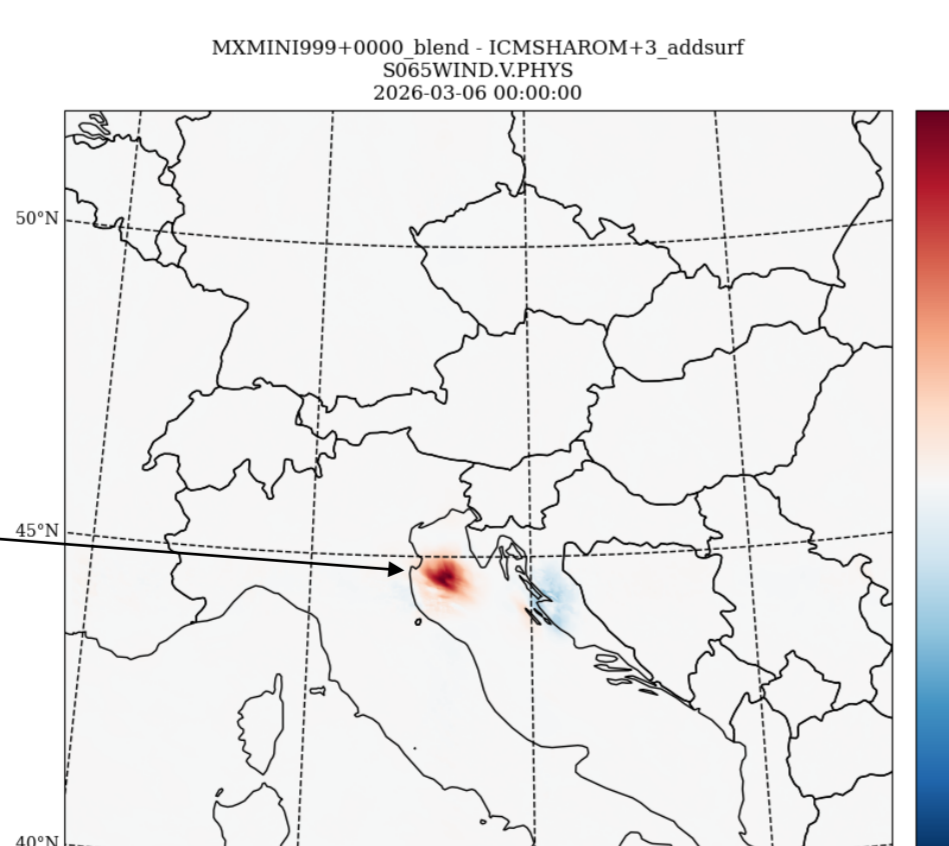 MXMINI999+0000_blend - ICMSHAROM+3_addsurf
S065WIND.V.PHYS
2026-03-06 00:00:00
50°N
45°N
40°N